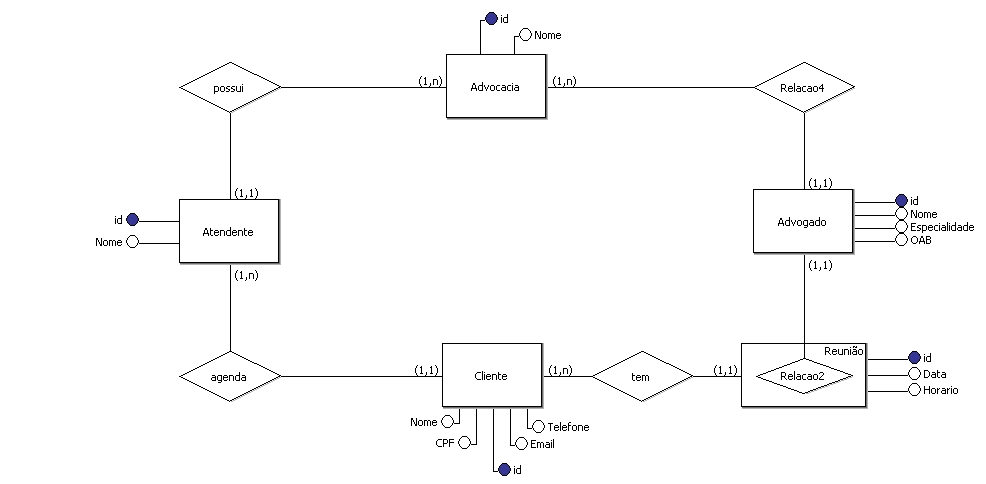 id
Nome
possui
(1,n)
Advocacia
(1,n)
Relacao4
(1,1)
(1,1)
id
Nome
Atendente
Advogado
id
Nome
Especialidade
OAB
(1,n)
(1,1)
agenda
(1,1)
Cliente
(1,n)
tem
(1,1)
Reunião
Relacao2
id
Data
Horario
Nome
CPF
id
Email
Telefone